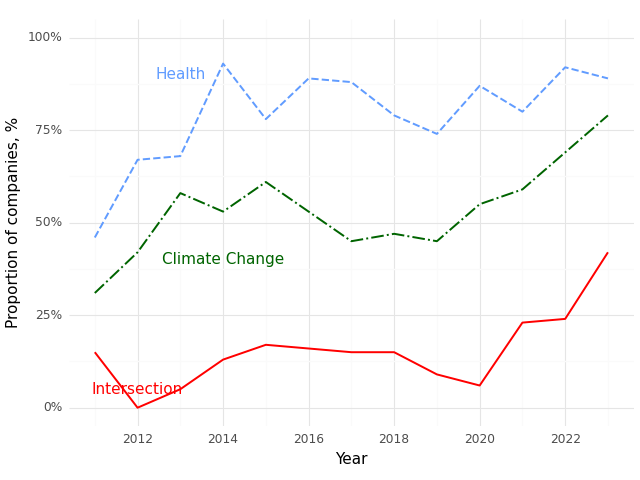 100%
75%
50%
25%
0%
Proportion of companies, %
Health
Climate Change
Intersection
2012 2014 2016 2018 2020 2022
Year